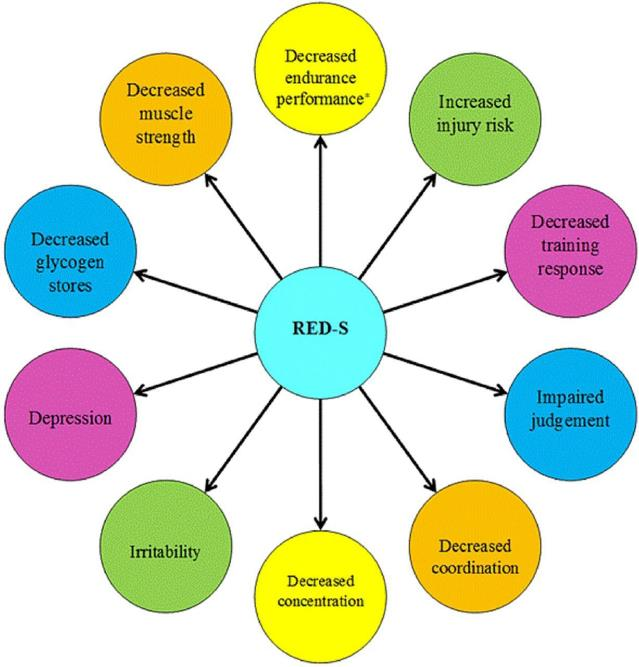 Decreased
endurance
performance*
Increased
injury risk
Decreased
training
response
Impaired
judgement
Decreased
coordination
Decreased
concentration
Irritability
Depression
Decreased
glycogen
stores
Decreased
muscle
strength
RED-S